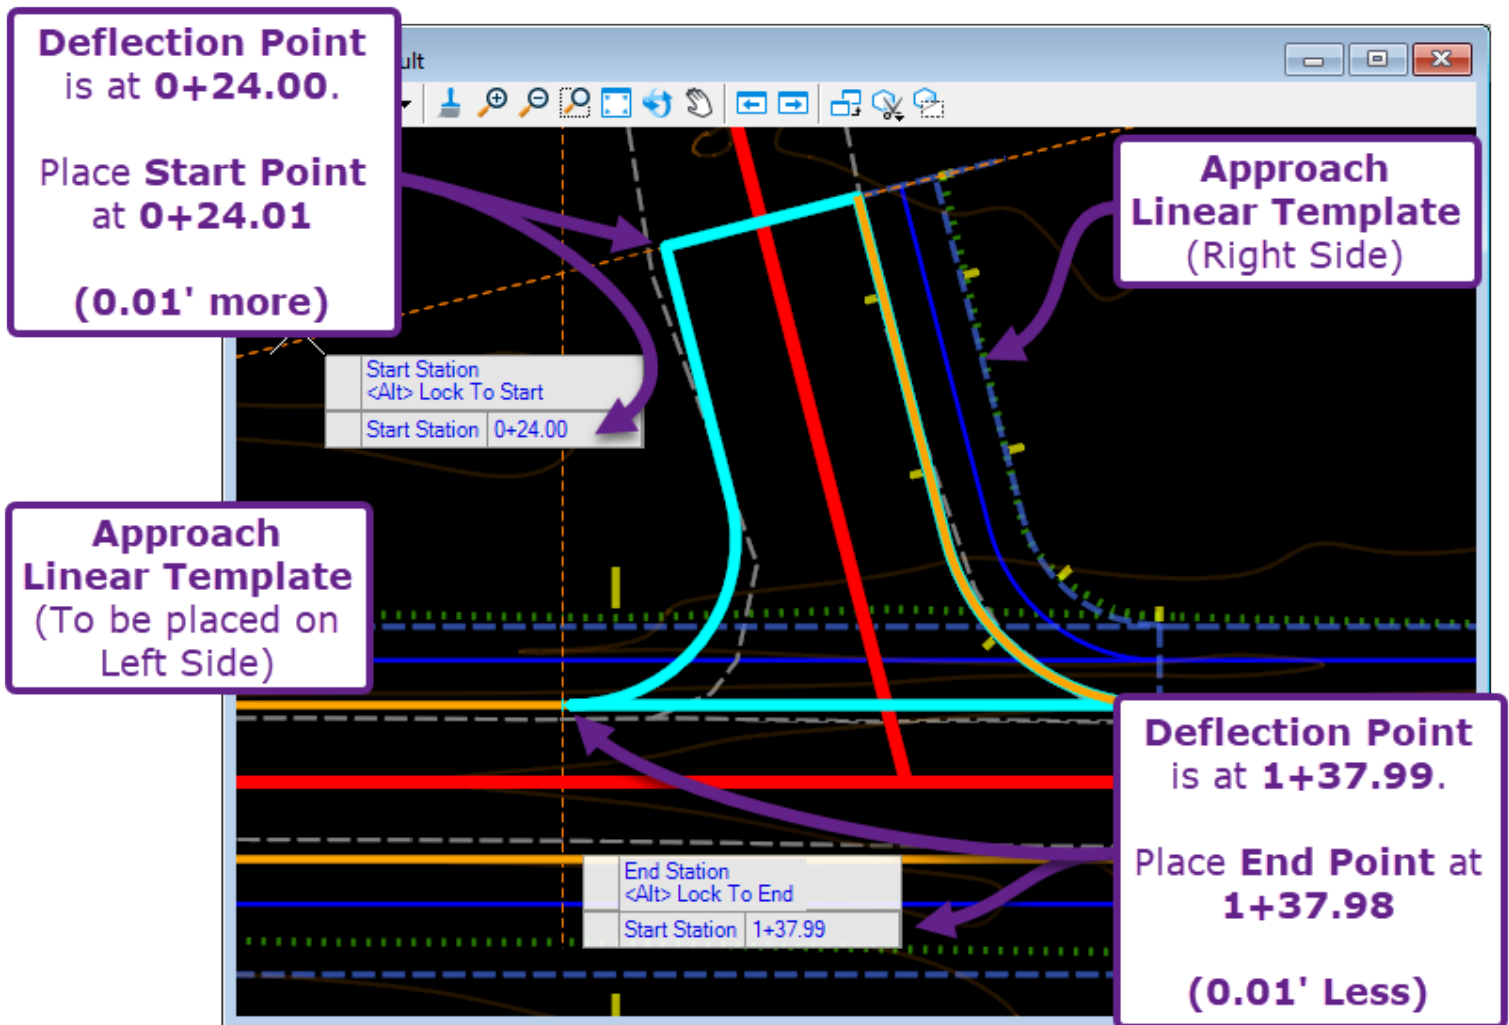 Deflection Point
is at 0+24.00.
Place Start Point
at 0+24.01
(0.01' more)
ult
Approach
Linear Template
(Right Side)
Start Station
<Alt> Lock To Start
Start Station 0+24.00
Approach
Linear Template
(To be placed on
Left Side)
Deflection Point
is at 1+37.99.
Place End Point at
1+37.98
(0.01' Less)
End Station
<Alt> Lock To End
Start Station 1+37.99